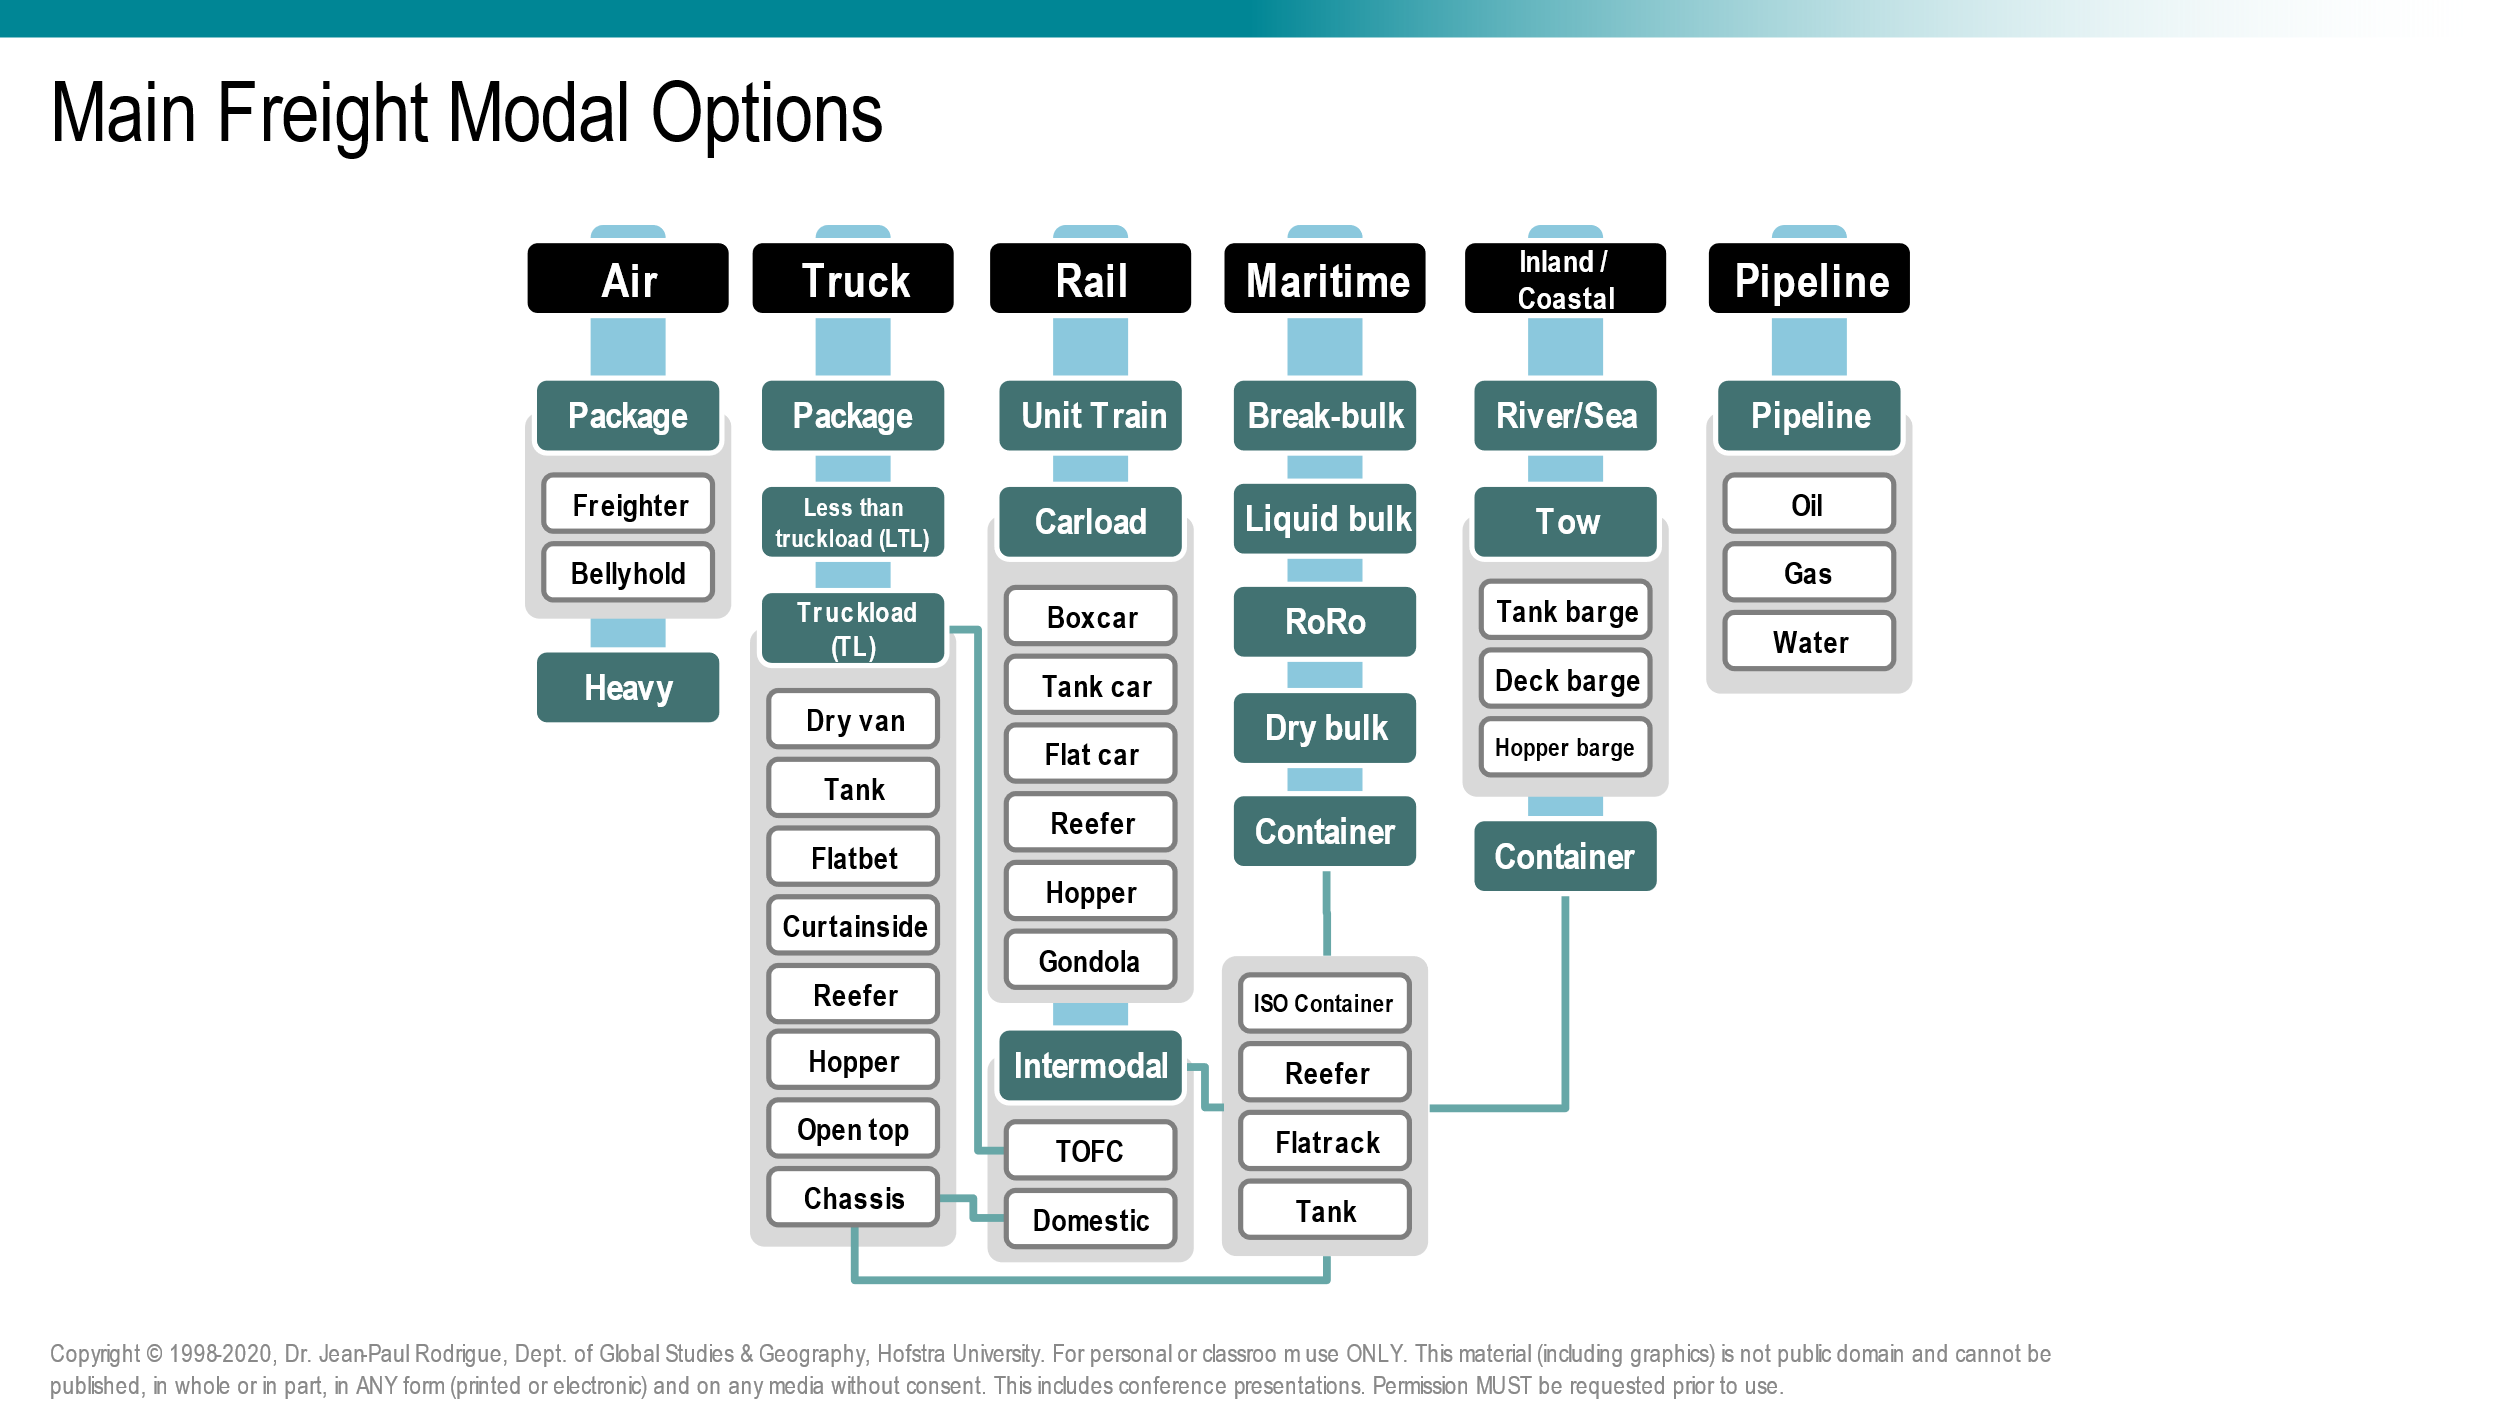 Main Freight Modal Options
Air
Package
Freighter
Bellyhold
Heavy
Truck
Package
Less than
truckload (LTL)
Truckload
(TL)
Dry van
Tank
Flatbet
Curtainside
Reefer
Hopper
Open top
Chassis
Rail
Unit Train
Carload
Boxcar
Tank car
Flat car
Reefer
Hopper
Gondola
Intermodal
TOFC
Domestic
Maritime
Break-bulk
Liquid bulk
RoRo
Dry bulk
Container
ISO Container
Reefer
Flatrack
Tank
Inland /
Coastal
River/Sea
Tow
Tank barge
Deck barge
Hopper barge
Container
Pipeline
Pipeline
Oil
Gas
Water
Copyright © 1998-2020, Dr. Jean-Paul Rodrigue, Dept. of Global Studies & Geography, Hofstra University. For personal or classroo m use ONLY. This material (including graphics) is not public domain and cannot be
published, in whole or in part, in ANY form (printed or electronic) and on any media without consent. This includes conference presentations. Permission MUST be requested prior to use.